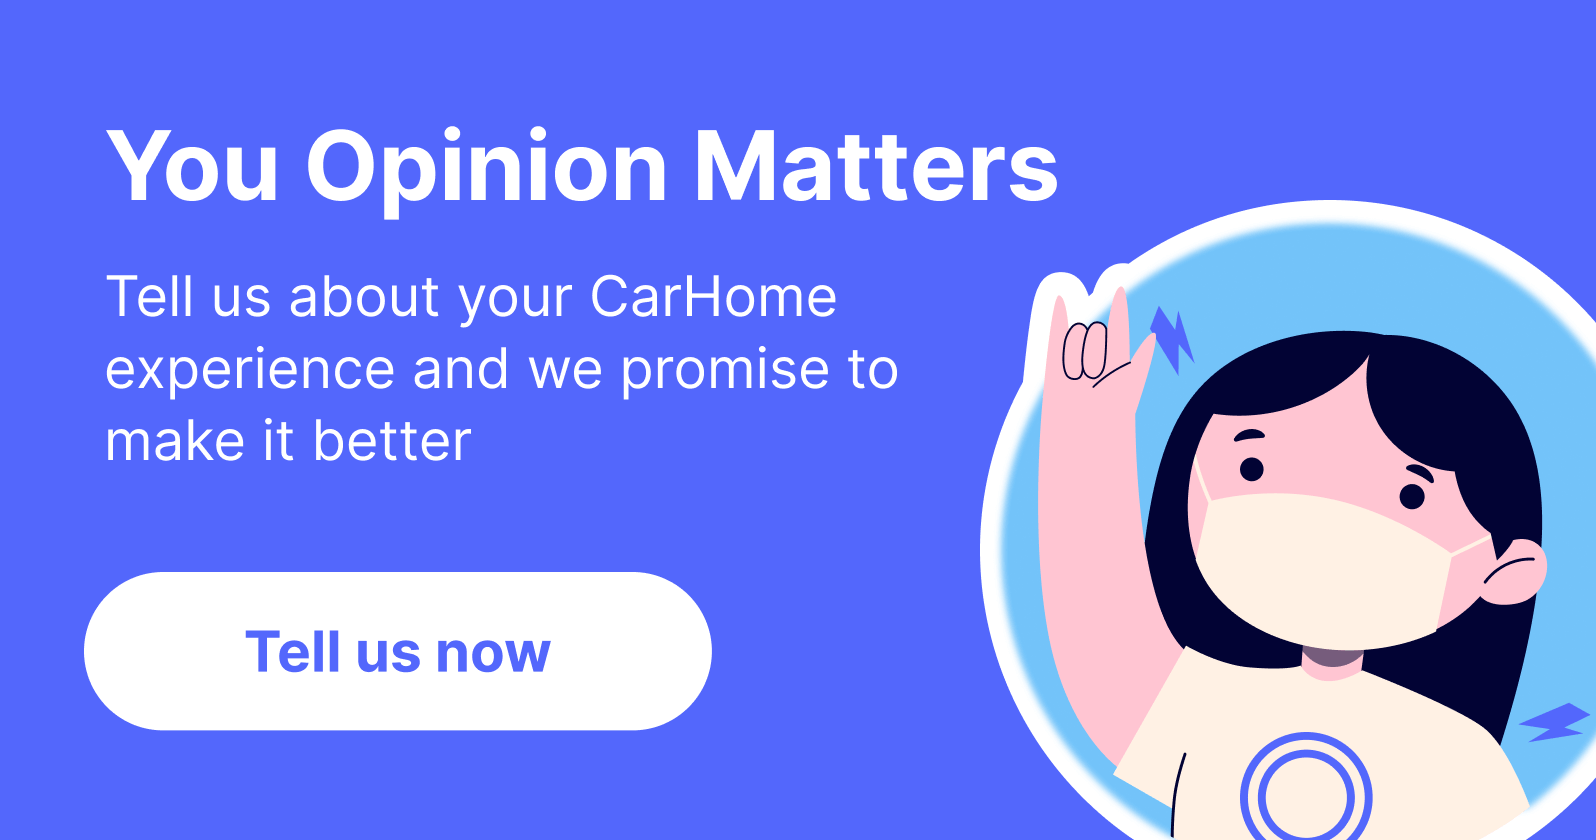 You Opinion Matters
Tell us about your CarHome
experience and we promise to
make it better
Tell us now